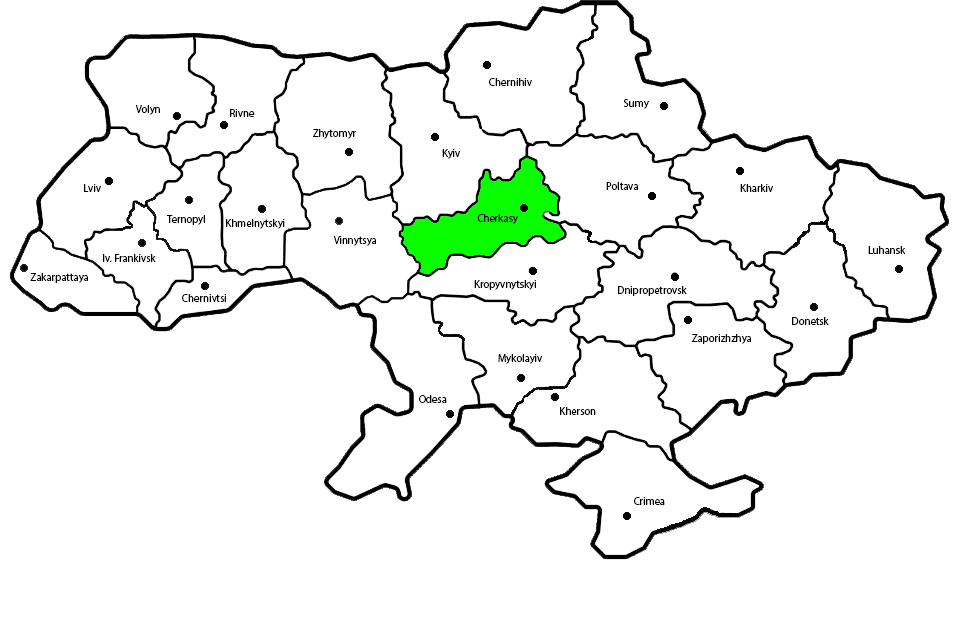 Chernihiv
Sumy
Volyn
Rivne
Zhytomyr
Kyiv
Lviv
Poltava
Kharkiv
Ternopyl
Khmelnytskyi
Cherkasy
Vinnytsya
Luhansk
Iv. Frankivsk
Zakarpattaya
Kropyvnytskyi
Dnipropetrovsk
Chernivtsi
Donetsk
Zaporizhzhya
Mykolayiv
Odesa
Kherson
Crimea